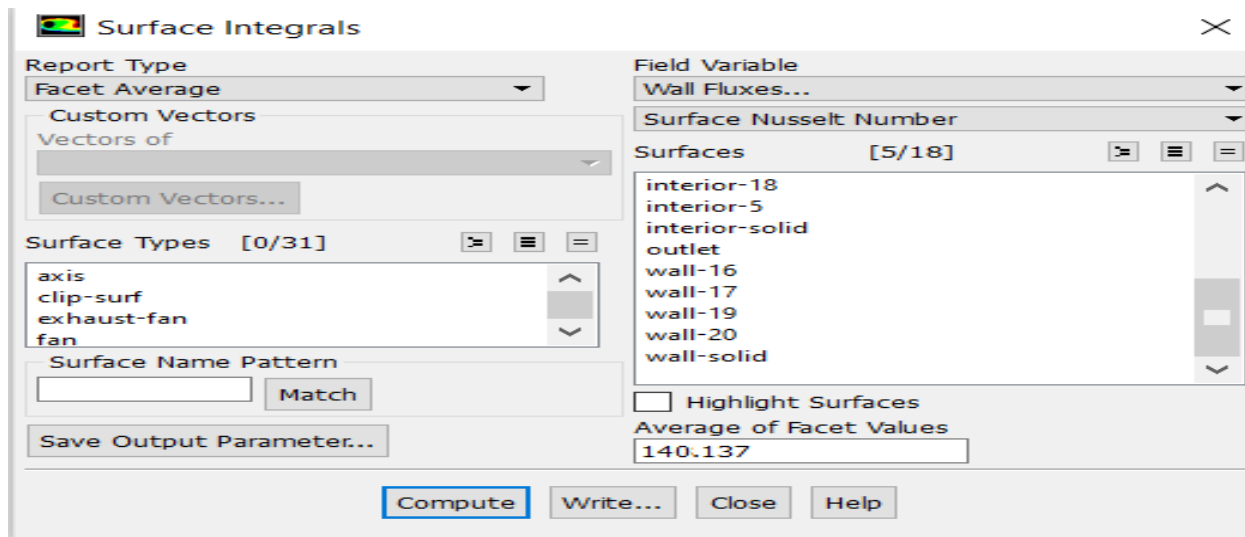 Surface Integrals
Report Type
Facet Average
Custom Vectors
Vectors of
Custom Vectors...
Surface Types [0/31]
axis
clip-surf
exhaust-fan
fan
Surface Name Pattern
Match
Save Output Parameter...
Field Variable
Wall Fluxes...
Surface Nusselt Number
Surfaces [5/18]
interior-18
interior-5
interior-solid
outlet
wall-16
wall-17
wall-19
wall-20
wall-solid
Highlight Surfaces
Average of Facet Values
140.137
Compute Write... Close Help